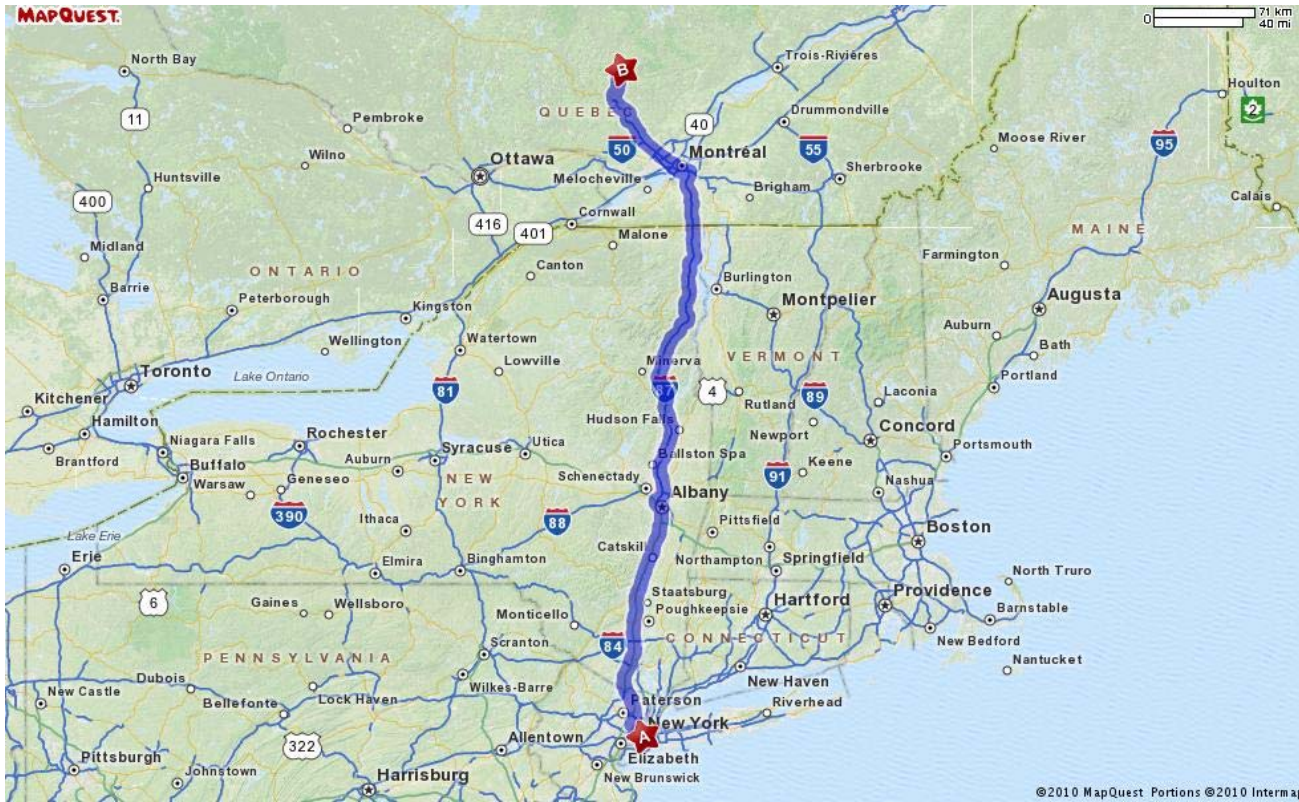 MAPQUEST.
0
71 km
40 mi
North Bay
B
Trois-Rivières
Houlton
QUEBEC
Drummondville
2
11
Pembroke
40
Moose River
95
50
55
Wilno
Ottawa
Montréal
Sherbrooke
Huntsville
Melocheville
Brigham
Calais
400
416
401
Cornwall
MAINE
Malone
Midland
Farmington
ONTARIO
Canton
Burlington
Barrie
Peterborough
Montpelier
Augusta
Kingston
Auburn
Wellington
Watertown
Bath
Lowville
Minerva
VERMONT
Toronto
Lake Ontario
Portland
81
87
4
Rutland
89
Laconia
Kitchener
Hamilton
Hudson Falls
Newport
Concord
Niagara Falls
Rochester
Utica
Portsmouth
Brantford
Auburn
Syracuse
Ballston Spa
Buffalo
Schenectady
Keene
Warsaw
Geneseo
NEW
YORK
91
Nashua
Albany
390
Ithaca
88
Pittsfield
Boston
Lake Erie
Catskill
Erie
Elmira
Binghamton
Northampton
Springfield
North Truro
6
Gaines
Wellsboro
Staatsburg
Providence
Monticello
Poughkeepsie
Hartford
Barnstable
84
CONNECTICUT
New Bedford
PENNSYLVANIA
Scranton
Nantucket
Dubois
New Haven
New Castle
Lock Haven
Wilkes-Barre
Bellefonte
Paterson
Riverhead
New York
A
322
Allentown
Pittsburgh
Elizabeth
Johnstown
Harrisburg
New Brunswick
©2010 MapQuest Portions ©2010 Intermap